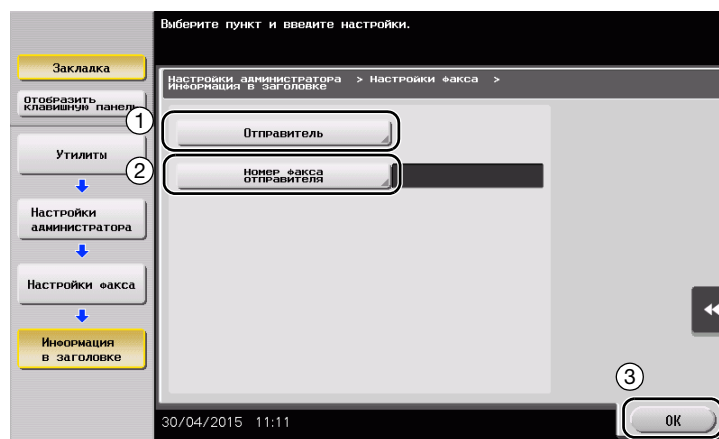 Выберите пункт и введите настройки.
Закладка
Отобразить
клавишную панель
Настройки администратора > Настройки факса >
Информация в заголовке
1
Отправитель
2
Номер факса
отправителя
Утилиты
Настройки
администратора
Настройки факса
Информация
в заголовке
3
30/04/2015 11:11
OK